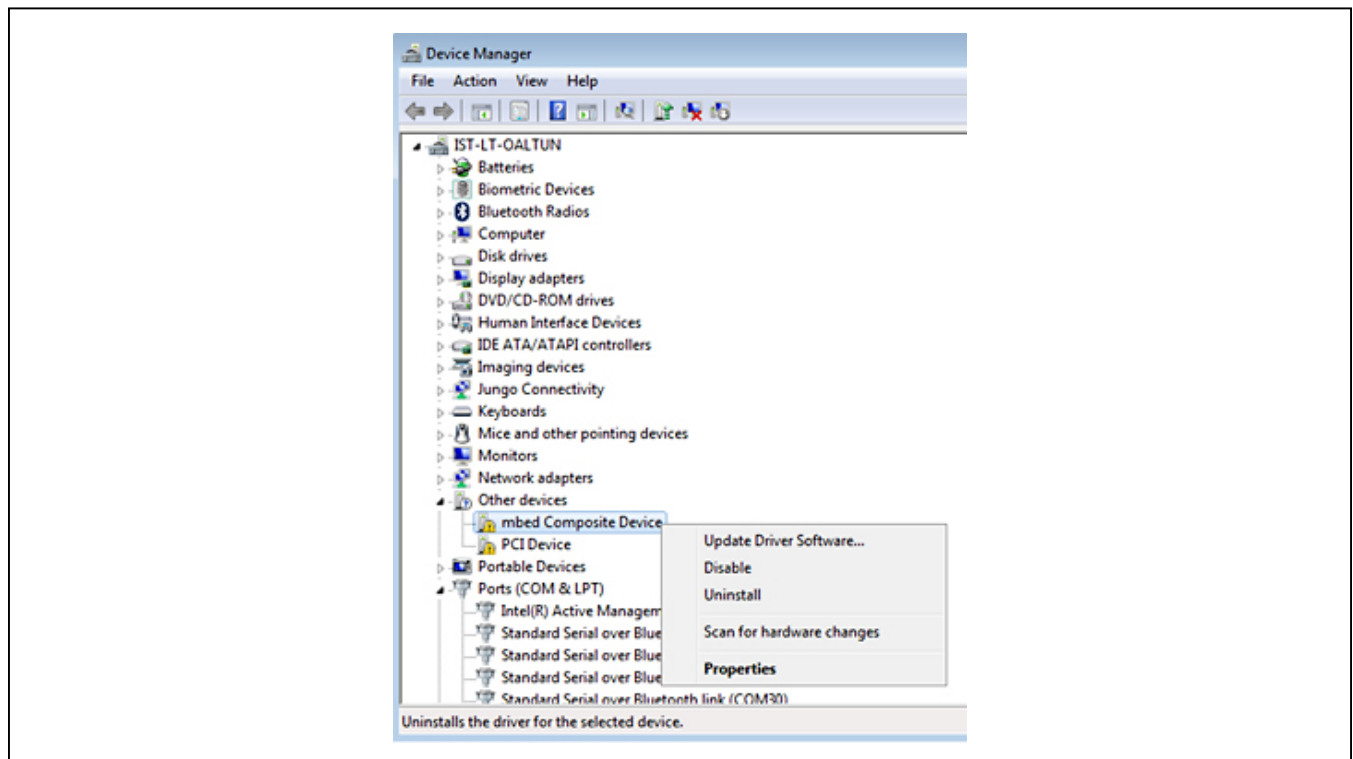 Device Manager
File Action View Help
IST-LT-OALTUN
Batteries
Biometric Devices
Bluetooth Radios
Computer
Disk drives
Display adapters
DVD/CD-ROM drives
Human Interface Devices
IDE ATA/ATAPI controllers
Imaging devices
Jungo Connectivity
Keyboards
Mice and other pointing devices
Monitors
Network adapters
Other devices
mbed Composite Device
PCI Device
Portable Devices
Ports (COM & LPT)
Intel(R) Active Managem
Standard Serial over Blue
Standard Serial over Blue
Standard Serial over Blue
Standard Serial over Bluetooth link (COM30)
Update Driver Software...
Disable
Uninstall
Scan for hardware changes
Properties
Uninstalls the driver for the selected device.